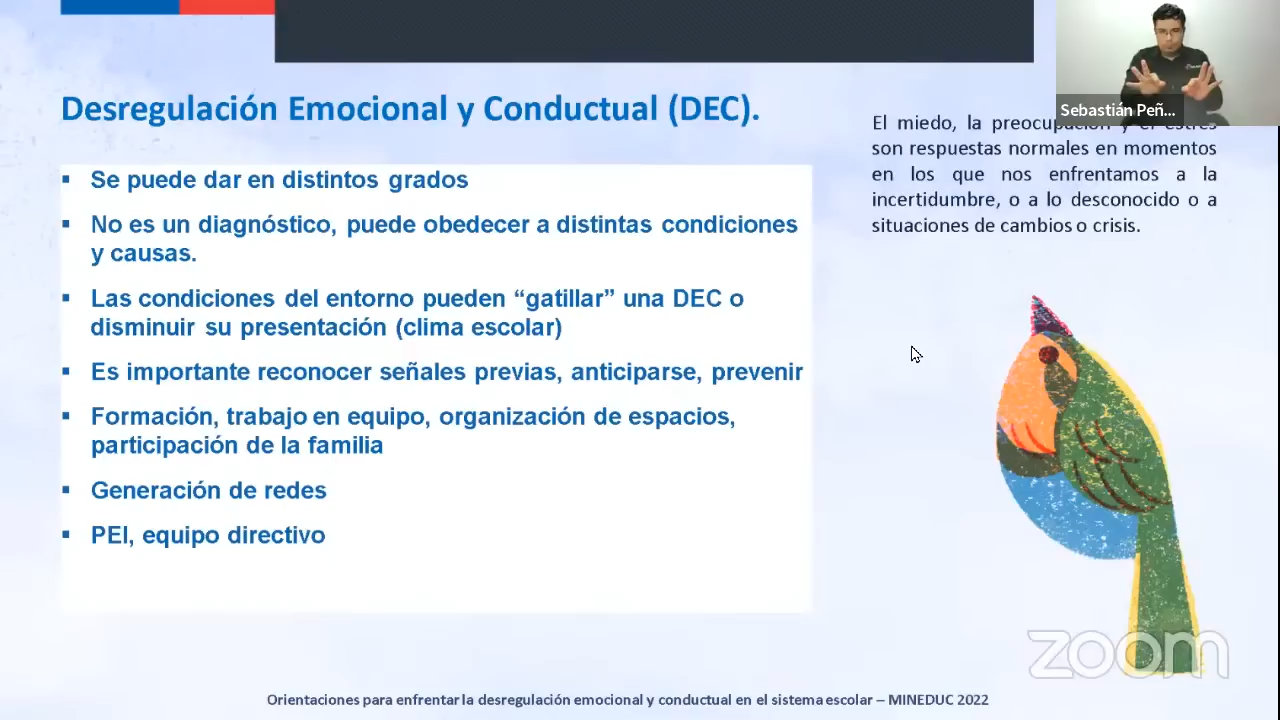 Desregulación Emocional y Conductual (DEC).
Se puede dar en distintos grados
No es un diagnóstico, puede obedecer a distintas condiciones
y causas.
Las condiciones del entorno pueden “gatillar” una DEC o
disminuir su presentación (clima escolar)
Es importante reconocer señales previas, anticiparse, prevenir
Formación, trabajo en equipo, organización de espacios,
participación de la familia
Generación de redes
PEI, equipo directivo
Sebastián Peñ...
El miedo, la preocupación y el estrés
son respuestas normales en momentos
en los que nos enfrentamos a la
incertidumbre, o a lo desconocido o a
situaciones de cambios o crisis.
zoom
Orientaciones para enfrentar la desregulación emocional y conductual en el sistema escolar – MINEDUC 2022